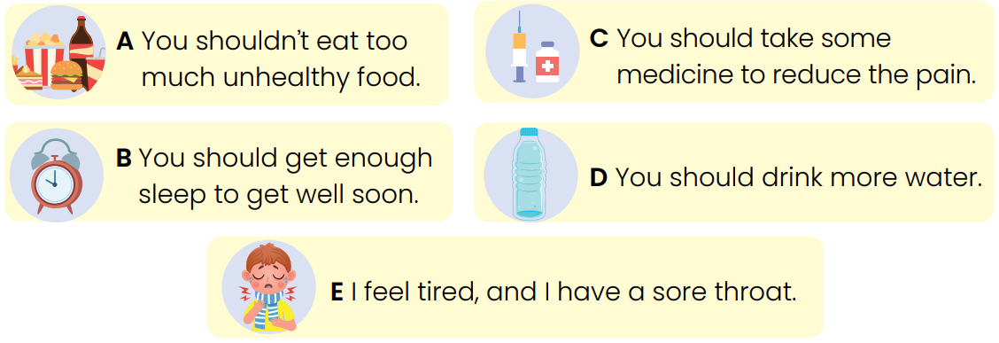 A You shouldn't eat too
much unhealthy food.
B You should get enough
sleep to get well soon.
C You should take some
medicine to reduce the pain.
D You should drink more water.
E I feel tired, and I have a sore throat.